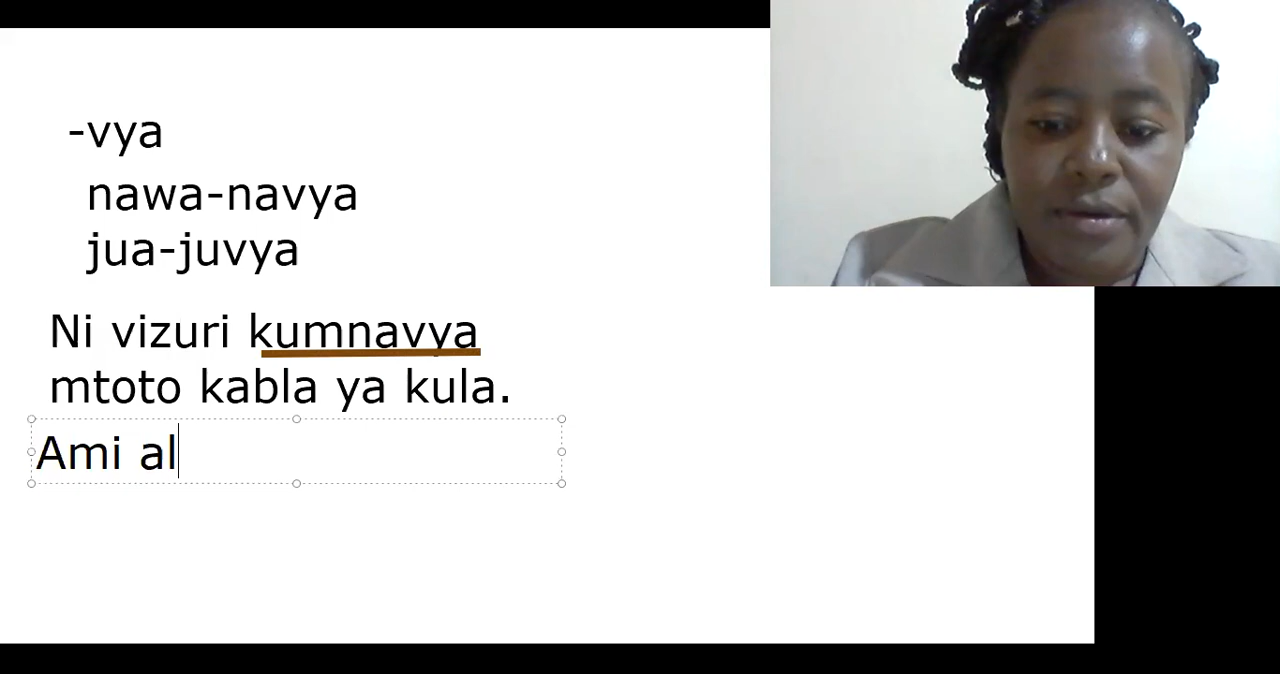 -vya
nawa-navya
jua-juvya
Ni vizuri kumnavya
mtoto kabla ya kula.
Ami al